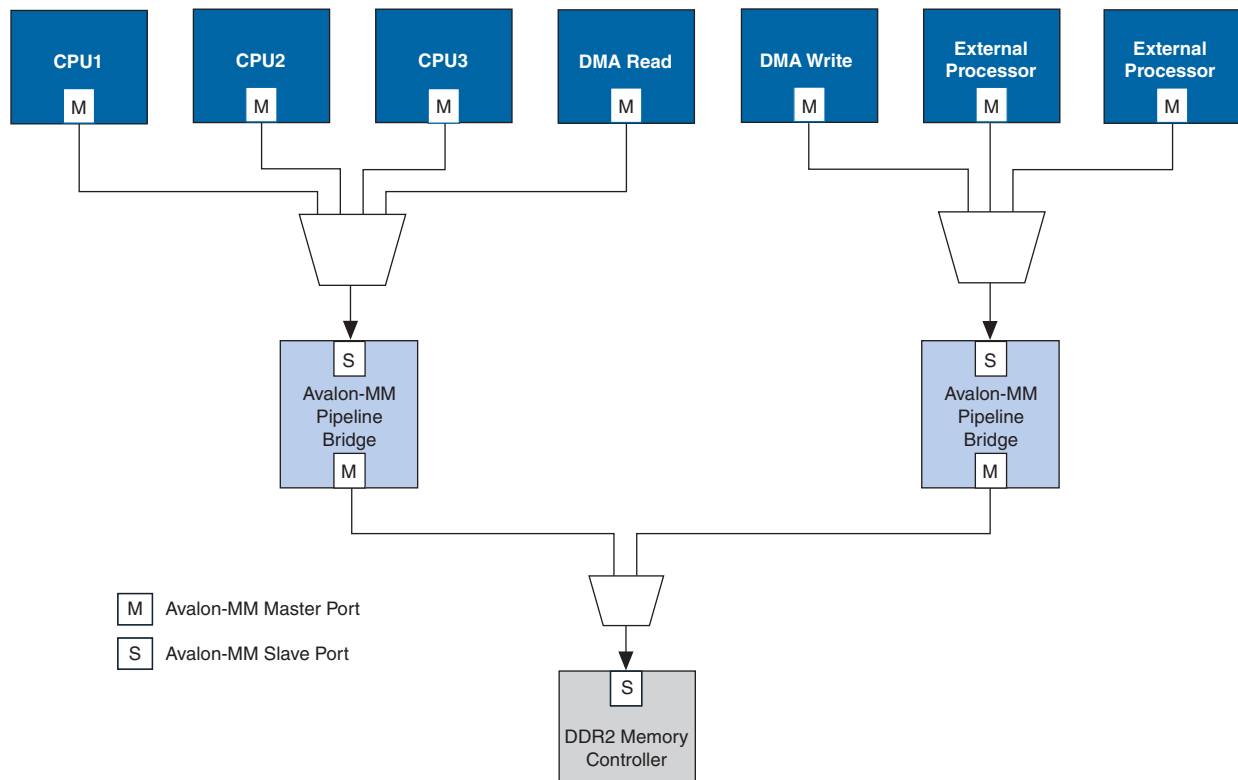 CPU1
CPU2
CPU3
DMA Read
DMA Write
External
Processor
External
Processor
M
M
M
M
M
M
M
S
Avalon-MM
Pipeline
Bridge
M
S
Avalon-MM
Pipeline
Bridge
M
M Avalon-MM Master Port
S Avalon-MM Slave Port
S
DDR2 Memory
Controller